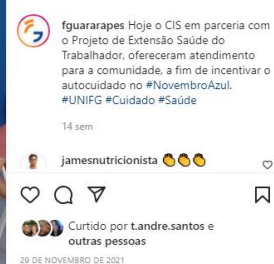 fguararapes Hoje o CIS em parceria com
o Projeto de Extensão Saúde do
Trabalhador, ofereceram atendimento
para a comunidade, a fim de incentivar o
autocuidado no #NovembroAzul.
#UNIFG #Cuidado #Saúde
14 sem
jamesnutricionista 👏👏👏
Curtido por t.andre.santos e
outras pessoas
29 DE NOVEMBRO DE 2021